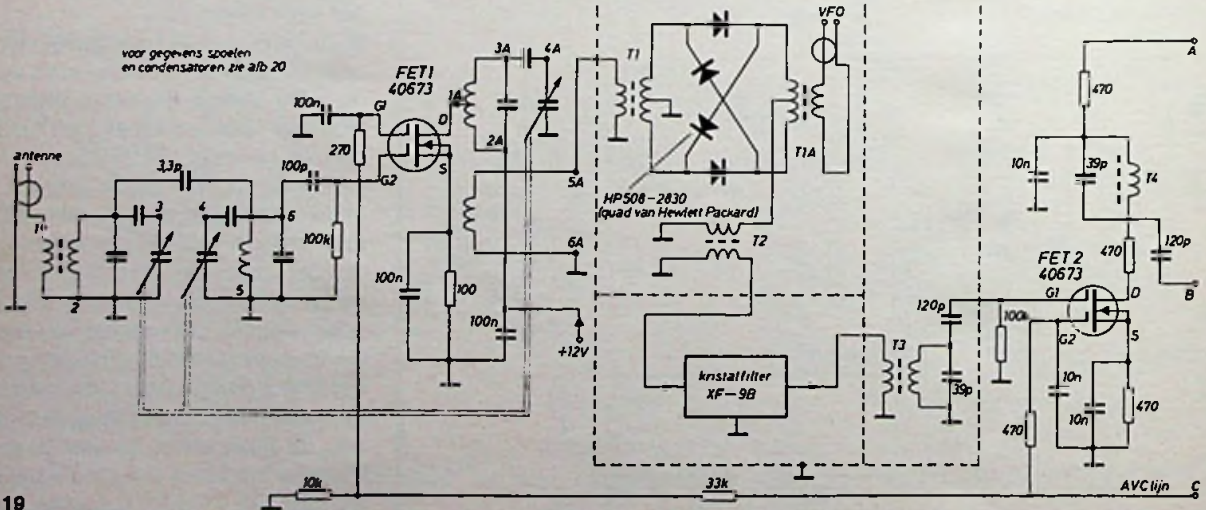 voor gegevens spoelen
en condensatoren zie afb 20
antenne
1
2
3,3p
3
4
5
6
100n
270
100p
100k
G1
G2
FET1
40673
D
S
1A
2A
3A
4A
100n
100
100n
+12V
5A
6A
T1
VFO
T1A
HP508-2830
(quad van Hewlett Packard)
T2
kristalfilter
XF-9B
T3
120p
39p
100k
470
10n
39p
T4
470
120p
FET 2
40673
G1
G2
D
S
10n
10n
470
470
A
B
10k
33k
AVC lijn
C
19